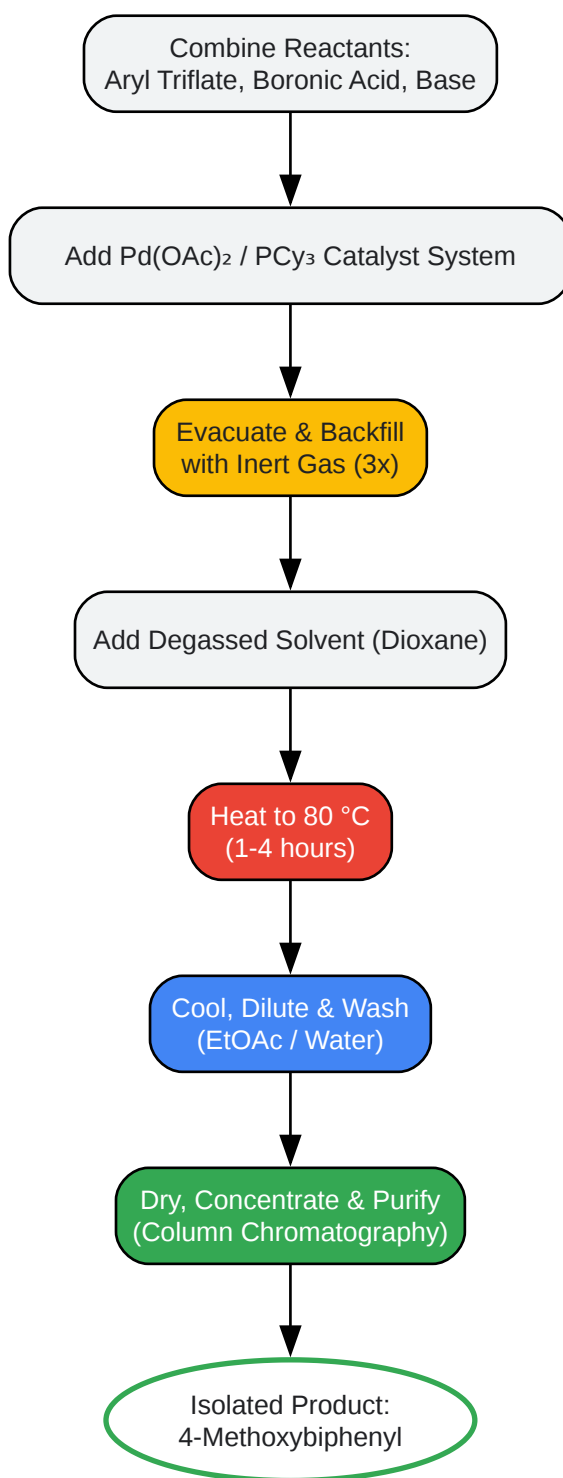 Combine Reactants:
Aryl Triflate, Boronic Acid, Base
Add Pd(OAc)₂ / PCy₃ Catalyst System
Evacuate & Backfill
with Inert Gas (3x)
Add Degassed Solvent (Dioxane)
Heat to 80 °C
(1-4 hours)
Cool, Dilute & Wash
(EtOAc / Water)
Dry, Concentrate & Purify
(Column Chromatography)
Isolated Product:
4-Methoxybiphenyl